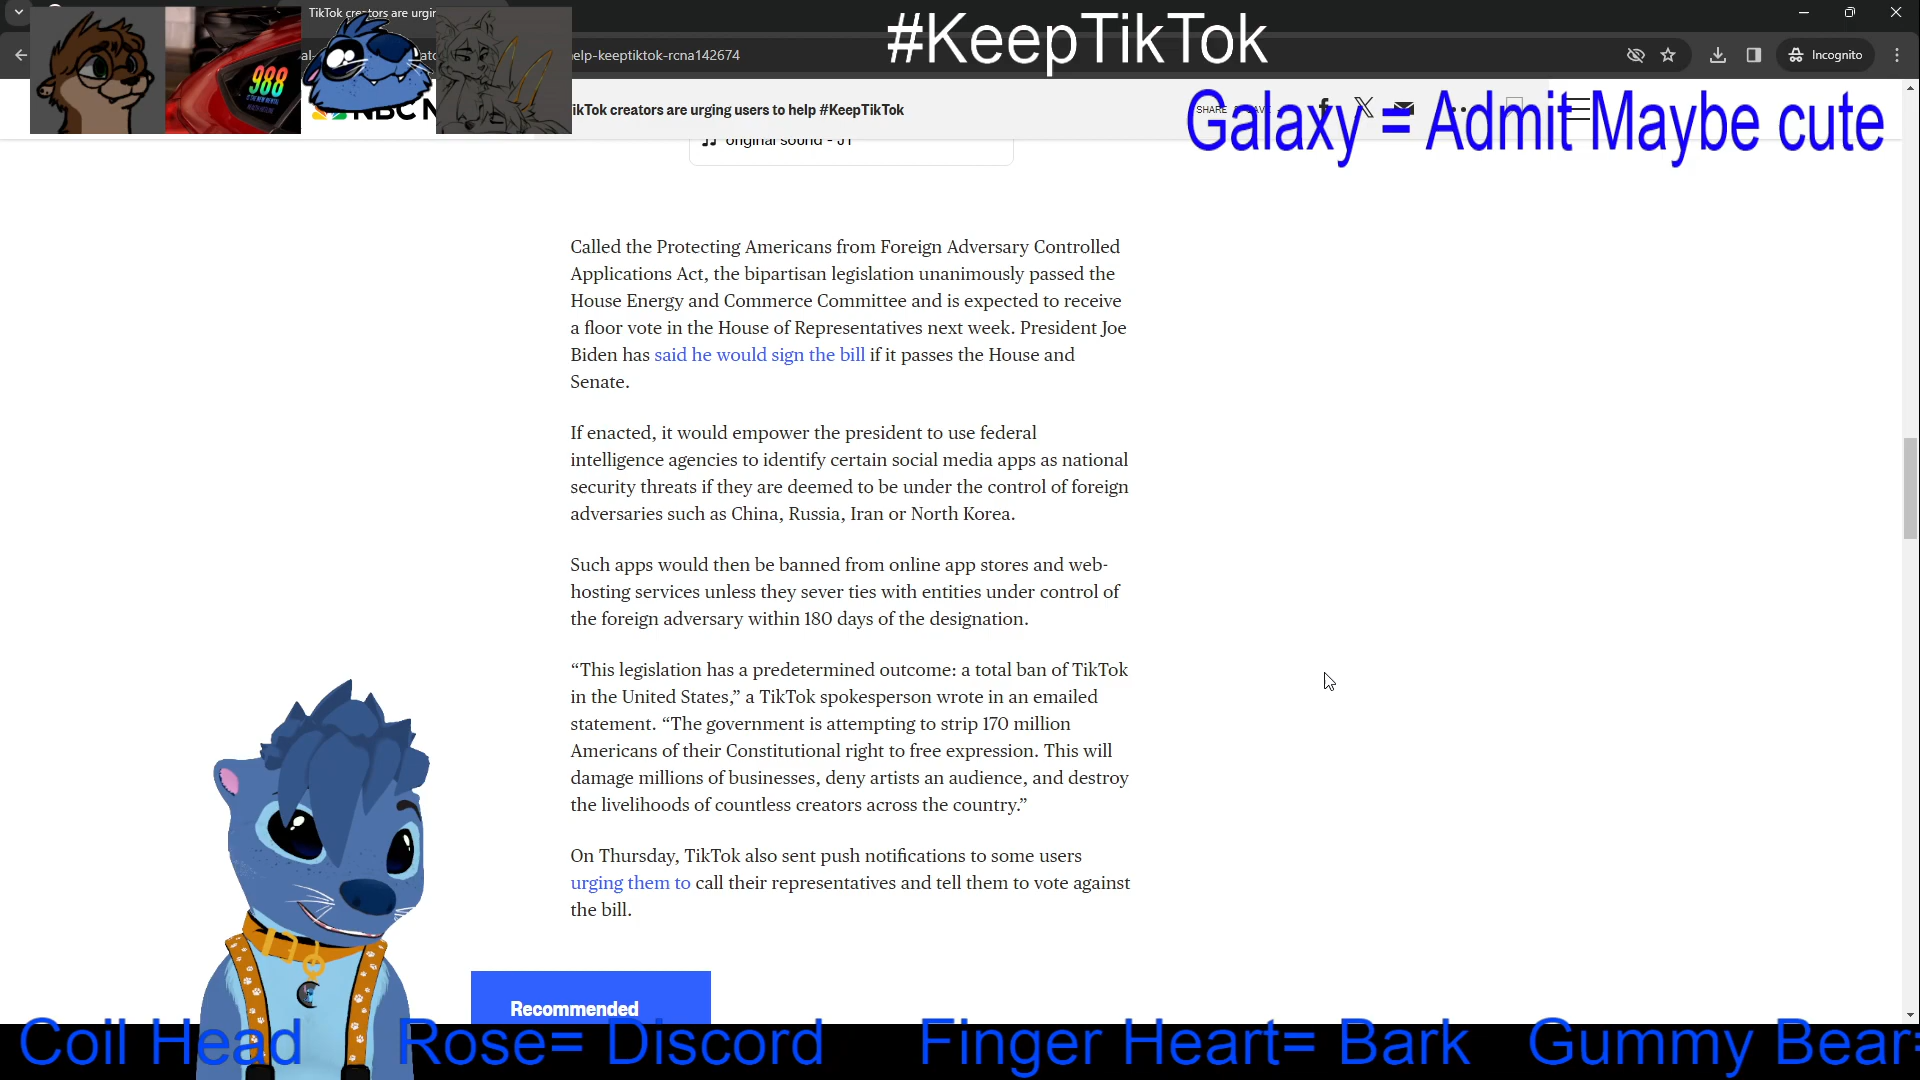 TikTok creators are urgin
#KeepTikTok
elp-keeptiktok-rcna142674
Incognito
988
NBC N
ikTok creators are urging users to help #KeepTikTok
SHARE
Galaxy = Admit Maybe cute
original sound - J1
Called the Protecting Americans from Foreign Adversary Controlled
Applications Act, the bipartisan legislation unanimously passed the
House Energy and Commerce Committee and is expected to receive
a floor vote in the House of Representatives next week. President Joe
Biden has said he would sign the bill if it passes the House and
Senate.
If enacted, it would empower the president to use federal
intelligence agencies to identify certain social media apps as national
security threats if they are deemed to be under the control of foreign
adversaries such as China, Russia, Iran or North Korea.
Such apps would then be banned from online app stores and web-
hosting services unless they sever ties with entities under control of
the foreign adversary within 180 days of the designation.
“This legislation has a predetermined outcome: a total ban of TikTok
in the United States,” a TikTok spokesperson wrote in an emailed
statement. “The government is attempting to strip 170 million
Americans of their Constitutional right to free expression. This will
damage millions of businesses, deny artists an audience, and destroy
the livelihoods of countless creators across the country.”
On Thursday, TikTok also sent push notifications to some users
urging them to call their representatives and tell them to vote against
the bill.
Recommended
Coil Head Rose= Discord Finger Heart= Bark Gummy Bear=